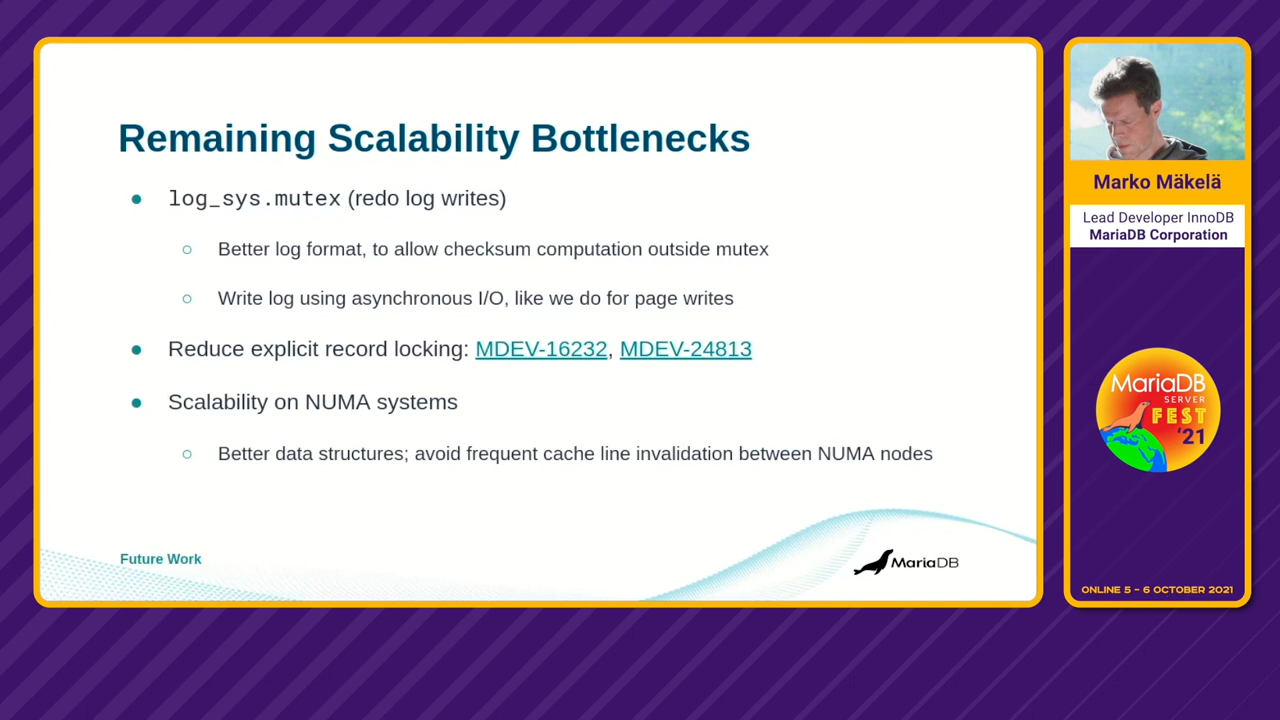 Remaining Scalability Bottlenecks
● log_sys.mutex (redo log writes)
○ Better log format, to allow checksum computation outside mutex
○ Write log using asynchronous I/O, like we do for page writes
● Reduce explicit record locking: MDEV-16232, MDEV-24813
● Scalability on NUMA systems
○ Better data structures; avoid frequent cache line invalidation between NUMA nodes
Future Work
MariaDB
Marko Mäkelä
Lead Developer InnoDB
MariaDB Corporation
MariaDB
SERVER
FEST
'21
ONLINE 5 - 6 OCTOBER 2021